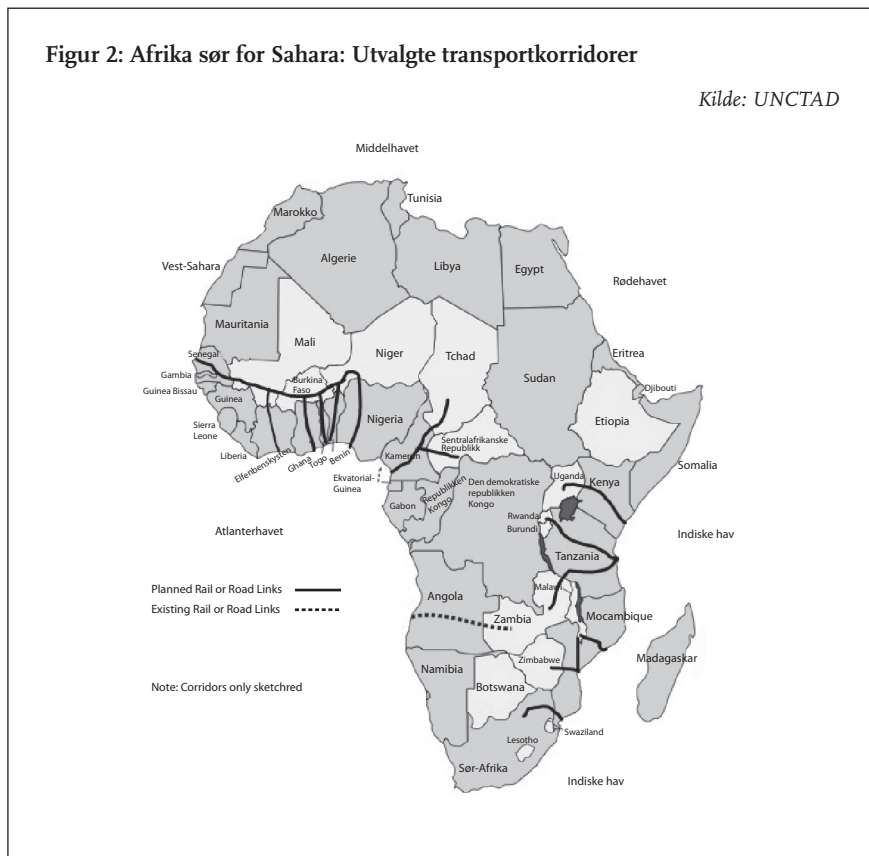 Figur 2: Afrika sør for Sahara: Utvalgte transportkorridorer
Kilde: UNCTAD
Middelhavet
Tunisia
Marokko
Algerie
Libya
Egypt
Vest-Sahara
Rødehavet
Mauritania
Mali
Niger
Tchad
Sudan
Eritrea
Senegal
Gambia
Guinea Bissau
Guinea
Burkina
Faso
Djibouti
Nigeria
Etiopia
Sierra
Leone
Liberia
Elfenbenskysten
Ghana
Togo
Benin
Kamerun
Sentralafrikanske
Republikk
Somalia
Ekvatorial-
Guinea
Gabon
Republikken
Kongo
Den demokratiske
republikken
Kongo
Uganda
Kenya
Rwanda
Burundi
Atlanterhavet
Indiske hav
Tanzania
Planned Rail or Road Links
Existing Rail or Road Links
Angola
Malawi
Zambia
Mocambique
Zimbabwe
Madagaskar
Namibia
Botswana
Note: Corridors only sketchred
Swaziland
Lesotho
Sør-Afrika
Indiske hav